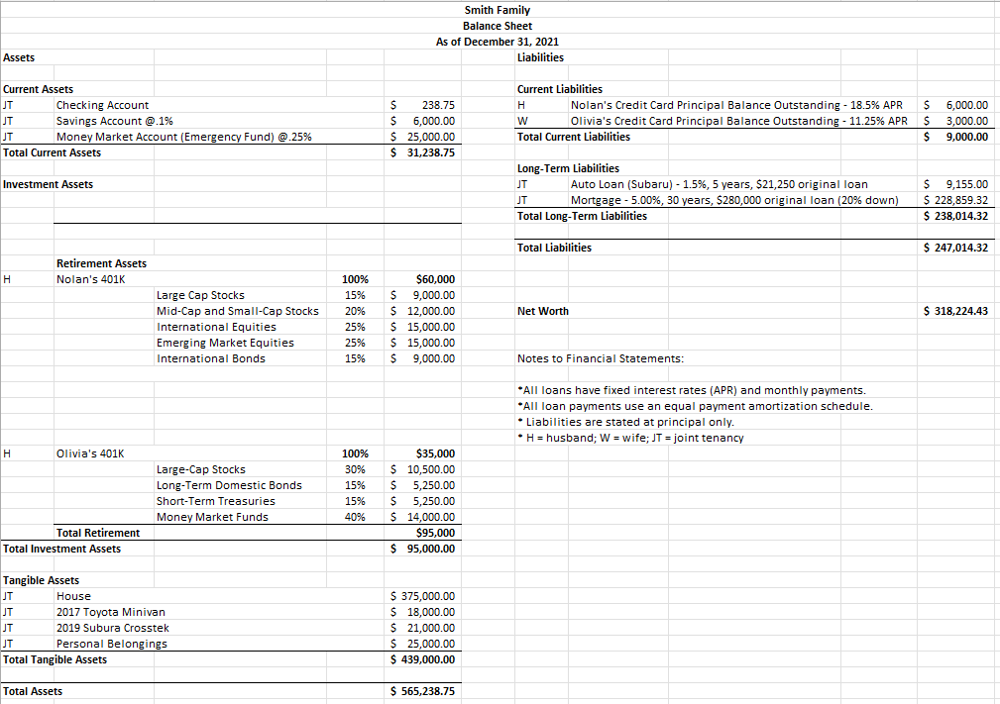 Smith Family
Balance Sheet
As of December 31, 2021
Assets
Current Assets
JT Checking Account $ 238.75
JT Savings Account @.1% $ 6,000.00
JT Money Market Account (Emergency Fund) @.25% $ 25,000.00
Total Current Assets $ 31,238.75
Investment Assets
Retirement Assets
H Nolan's 401K 100% $60,000
Large Cap Stocks 15% $ 9,000.00
Mid-Cap and Small-Cap Stocks 20% $ 12,000.00
International Equities 25% $ 15,000.00
Emerging Market Equities 25% $ 15,000.00
International Bonds 15% $ 9,000.00
H Olivia's 401K 100% $35,000
Large-Cap Stocks 30% $ 10,500.00
Long-Term Domestic Bonds 15% $ 5,250.00
Short-Term Treasuries 15% $ 5,250.00
Money Market Funds 40% $ 14,000.00
Total Retirement $95,000
Total Investment Assets $ 95,000.00
Tangible Assets
JT House $ 375,000.00
JT 2017 Toyota Minivan $ 18,000.00
JT 2019 Subura Crosstek $ 21,000.00
JT Personal Belongings $ 25,000.00
Total Tangible Assets $ 439,000.00
Total Assets $ 565,238.75
Liabilities
Current Liabilities
H Nolan's Credit Card Principal Balance Outstanding - 18.5% APR $ 6,000.00
W Olivia's Credit Card Principal Balance Outstanding - 11.25% APR $ 3,000.00
Total Current Liabilities $ 9,000.00
Long-Term Liabilities
JT Auto Loan (Subaru) - 1.5%, 5 years, $21,250 original loan $ 9,155.00
JT Mortgage - 5.00%, 30 years, $280,000 original loan (20% down) $ 228,859.32
Total Long-Term Liabilities $ 238,014.32
Total Liabilities $ 247,014.32
Net Worth $ 318,224.43
Notes to Financial Statements:
*All loans have fixed interest rates (APR) and monthly payments.
*All loan payments use an equal payment amortization schedule.
* Liabilities are stated at principal only.
* H = husband; W = wife; JT = joint tenancy